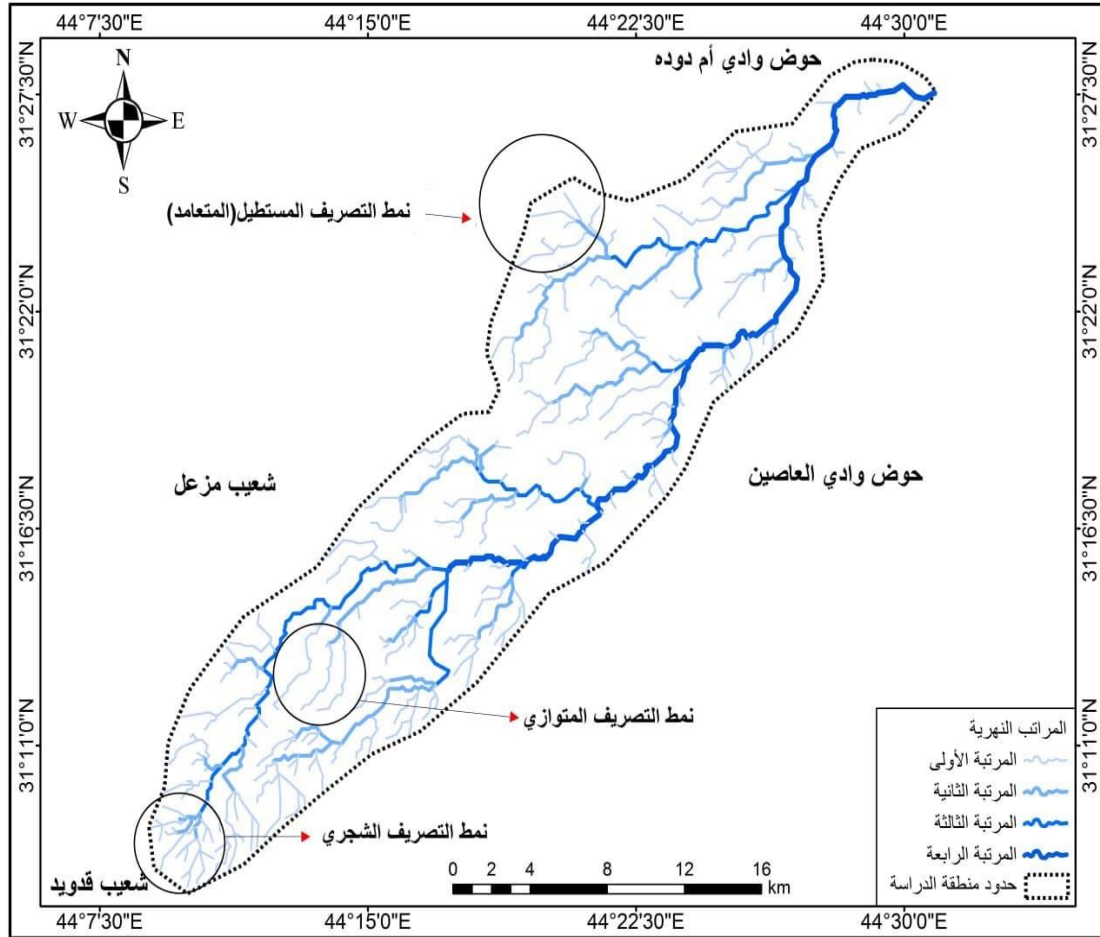 44°7'30"E
44°15'0"E
44°22'30"E
44°30'0"E
31°27'30"N
31°22'0"N
31°16'30"N
31°11'0"N
31°27'30"N
31°22'0"N
31°16'30"N
31°11'0"N
N
W
E
S
حوض وادي أم دوده
نمط التصريف المستطيل(المتعامد)
شعيب مزعل
حوض وادي العاصين
نمط التصريف المتوازي
نمط التصريف الشجري
شعيب قدويد
المراتب النهرية
المرتبة الأولى
المرتبة الثانية
المرتبة الثالثة
المرتبة الرابعة
حدود منطقة الدراسة
0 2 4 8 12 16
km
44°7'30"E
44°15'0"E
44°22'30"E
44°30'0"E